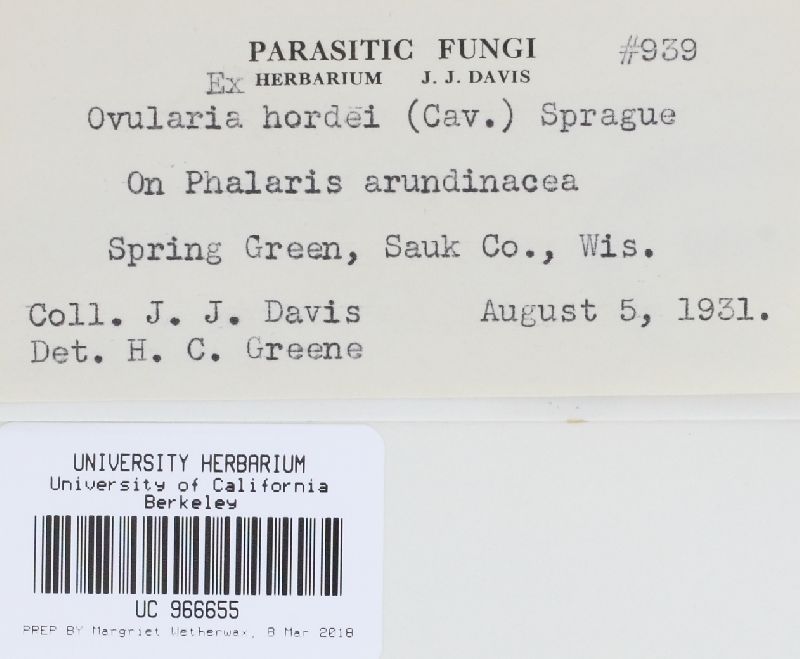 PARASITIC FUNGI #939
Ex HERBARIUM J. J. DAVIS
Ovularia hordei (Cav.) Sprague
On Phalaris arundinacea
Spring Green, Sauk Co., Wis.
Coll. J. J. Davis August 5, 1931.
Det. H. C. Greene
UNIVERSITY HERBARIUM
University of California
Berkeley
UC 966655
PREP BY Margriet Wetherwax, 8 Mar 2018